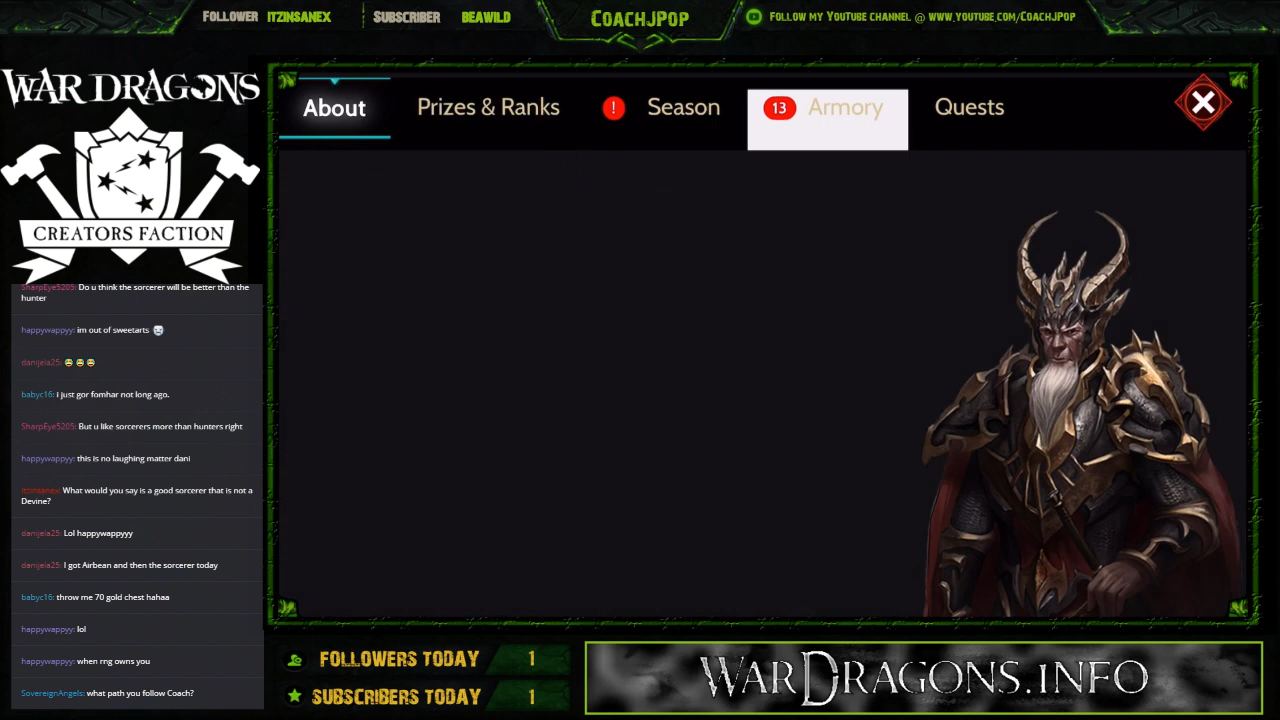 FOLLOWER ITZINSANEX SUBSCRIBER BEAWILD
COACHJPOP
FOLLOW MY YOUTUBE CHANNEL @ WWW.YOUTUBE.COM/COACHJPOP
WAR DRAGONS
CREATORS FACTION
About Prizes & Ranks ! Season 13 Armory Quests
SharpEye5205: Do u think the sorcerer will be better than the
hunter
happywappyy: im out of sweetarts
danijela25:
babyc16: i just gor fomhar not long ago.
SharpEye5205: But u like sorcerers more than hunters right
happywappyy: this is no laughing matter dani
itzinsanex: What would you say is a good sorcerer that is not a
Devine?
danijela25: Lol happywappyyy
danijela25: I got Airbean and then the sorcerer today
babyc16: throw me 70 gold chest hahaa
happywappyy: lol
happywappyy: when rng owns you
SovereignAngels: what path you follow Coach?
FOLLOWERS TODAY 1
SUBSCRIBERS TODAY 1
WARDRAGONS.INFO